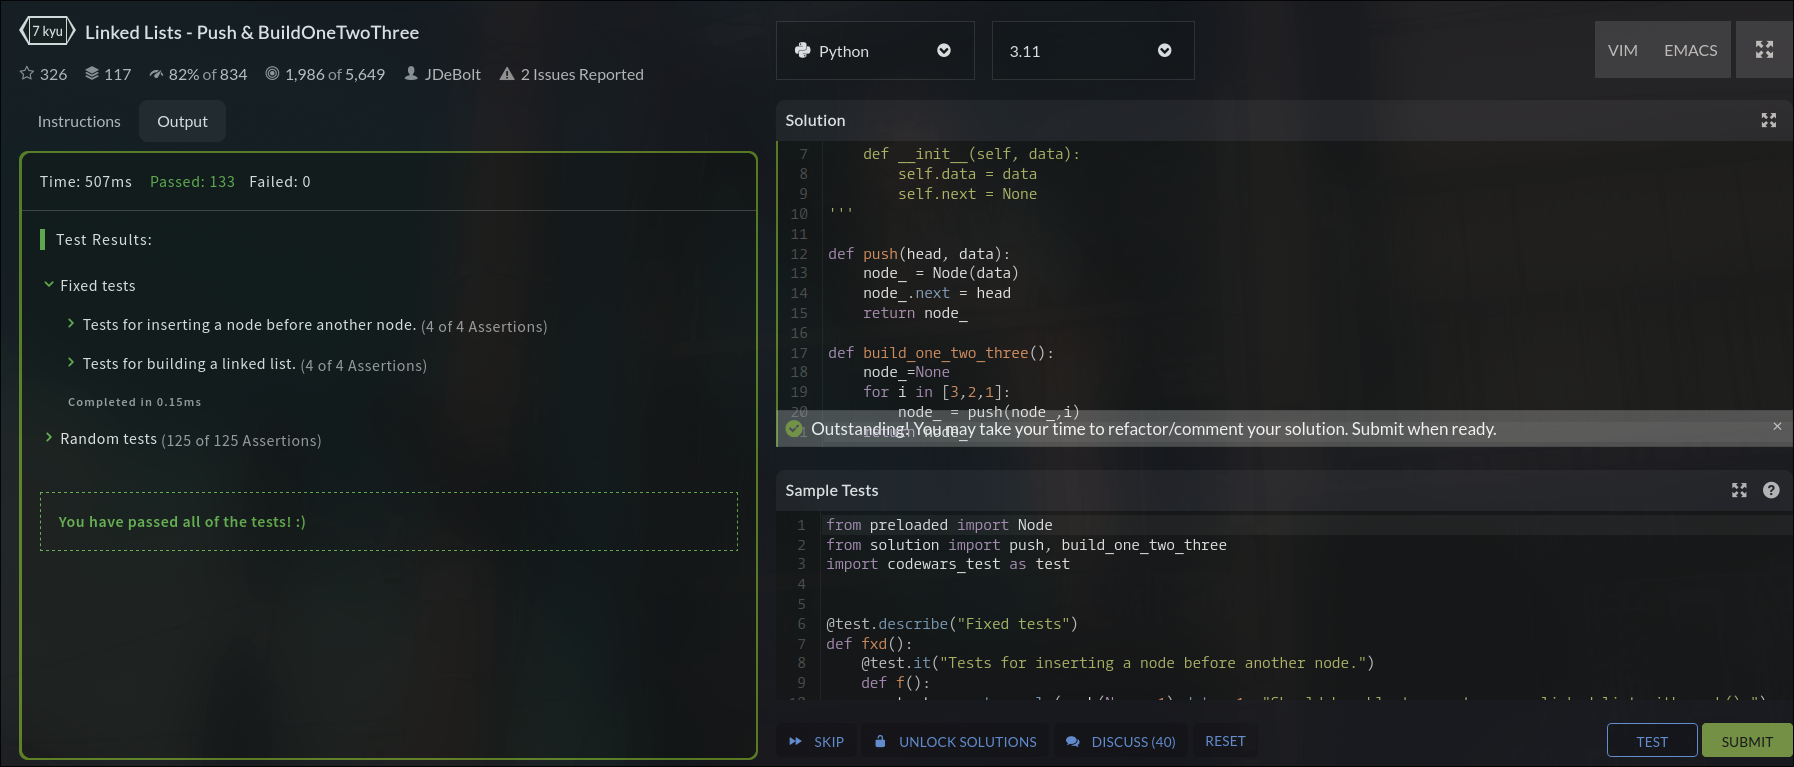 7 kyu Linked Lists - Push & BuildOneTwoThree
326 117 82% of 834 1,986 of 5,649 JDeBolt 2 Issues Reported
Instructions Output
Time: 507ms Passed: 133 Failed: 0
Test Results:
Fixed tests
Tests for inserting a node before another node. (4 of 4 Assertions)
Tests for building a linked list. (4 of 4 Assertions)
Completed in 0.15ms
Random tests (125 of 125 Assertions)
You have passed all of the tests! :)
Python 3.11 VIM EMACS
Solution
7 def __init__(self, data):
8 self.data = data
9 self.next = None
10 '''
11
12 def push(head, data):
13 node_ = Node(data)
14 node_.next = head
15 return node_
16
17 def build_one_two_three():
18 node_=None
19 for i in [3,2,1]:
20 node_ = push(node_,i)
21 return node_
Outstanding! You may take your time to refactor/comment your solution. Submit when ready. ×
Sample Tests
1 from preloaded import Node
2 from solution import push, build_one_two_three
3 import codewars_test as test
4
5
6 @test.describe("Fixed tests")
7 def fxd():
8 @test.it("Tests for inserting a node before another node.")
9 def f():
SKIP UNLOCK SOLUTIONS DISCUSS (40) RESET TEST SUBMIT